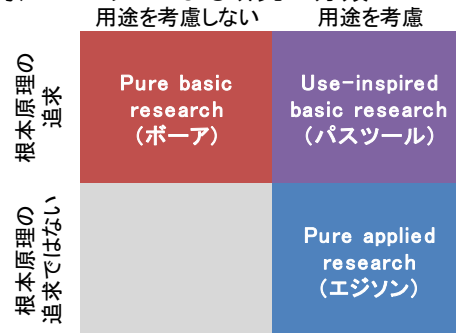 用途を考慮しない
用途を考慮
根本原理の
追求
Pure basic
research
(ボーア)
Use-inspired
basic research
(パスツール)
根本原理の
追求ではない
Pure applied
research
(エジソン)